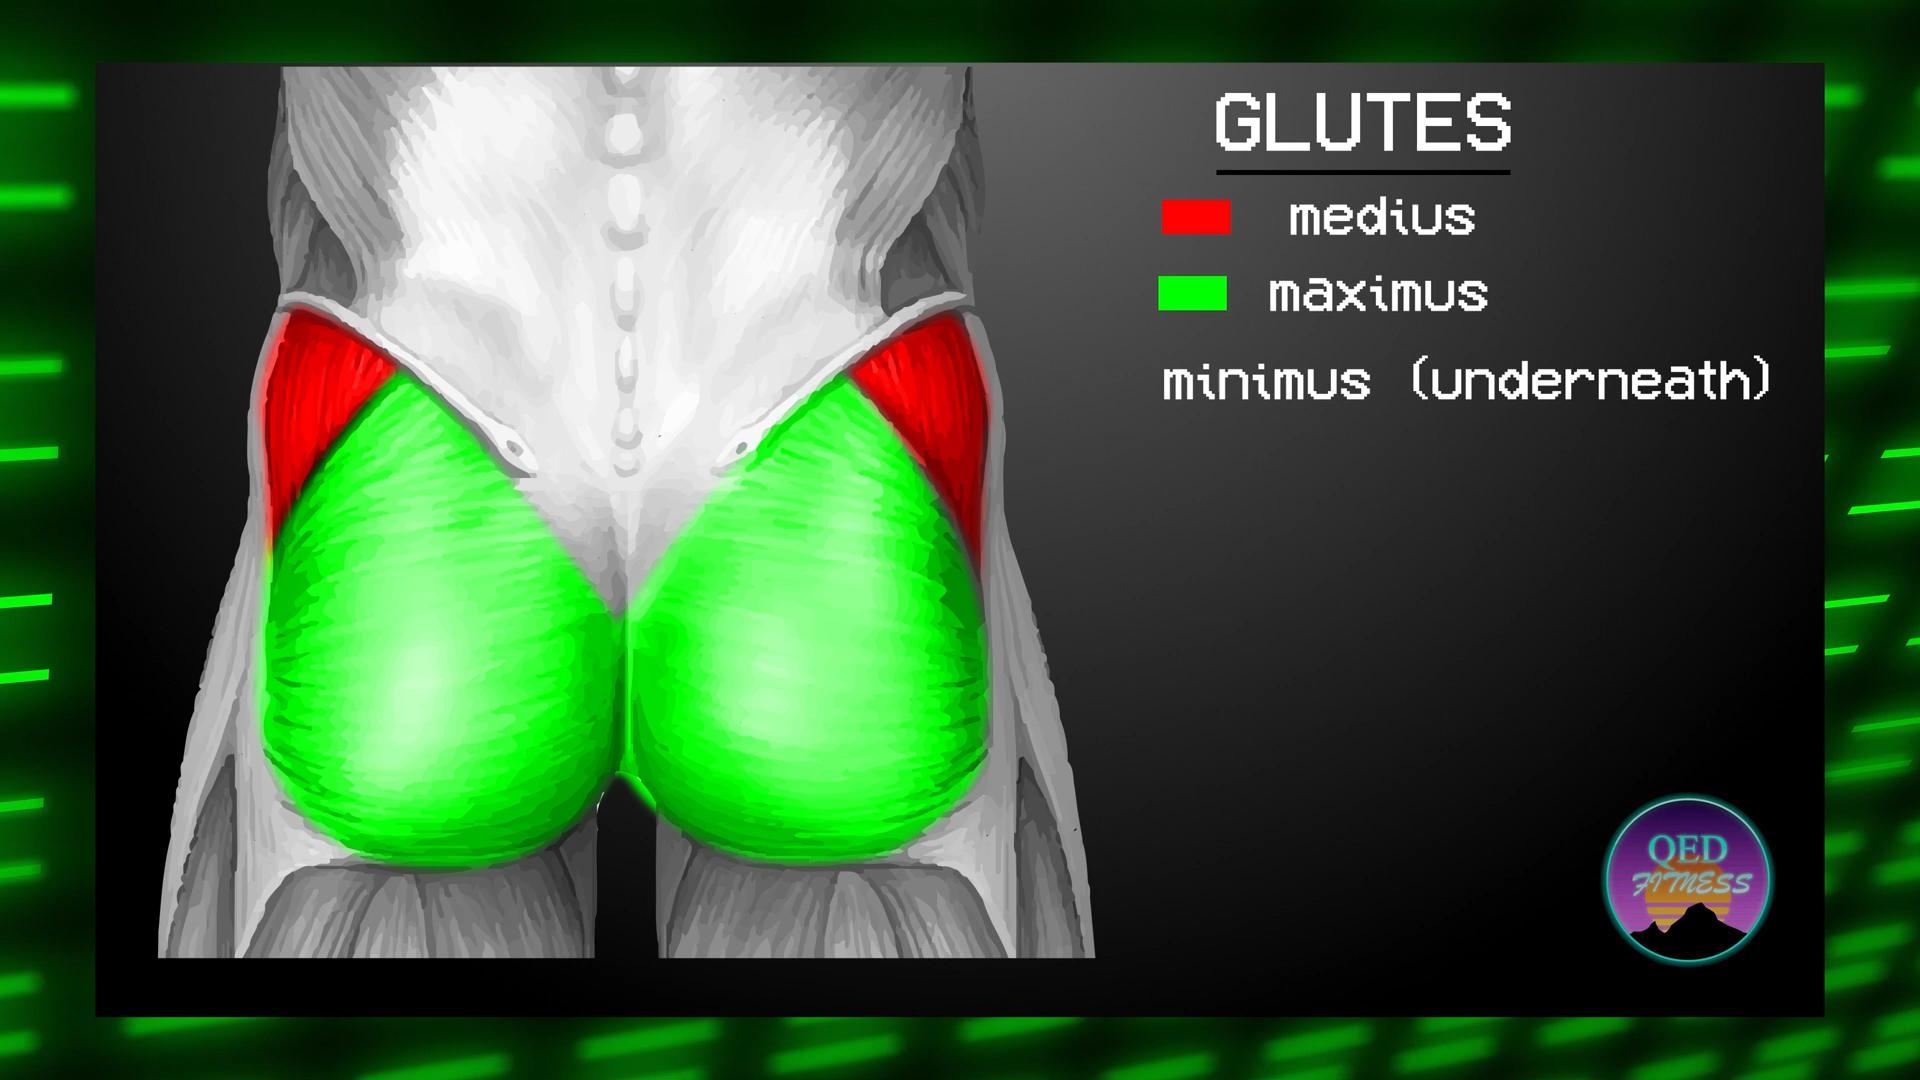 GLUTES
medius
maximus
minimus (underneath)
QED
FITNESS